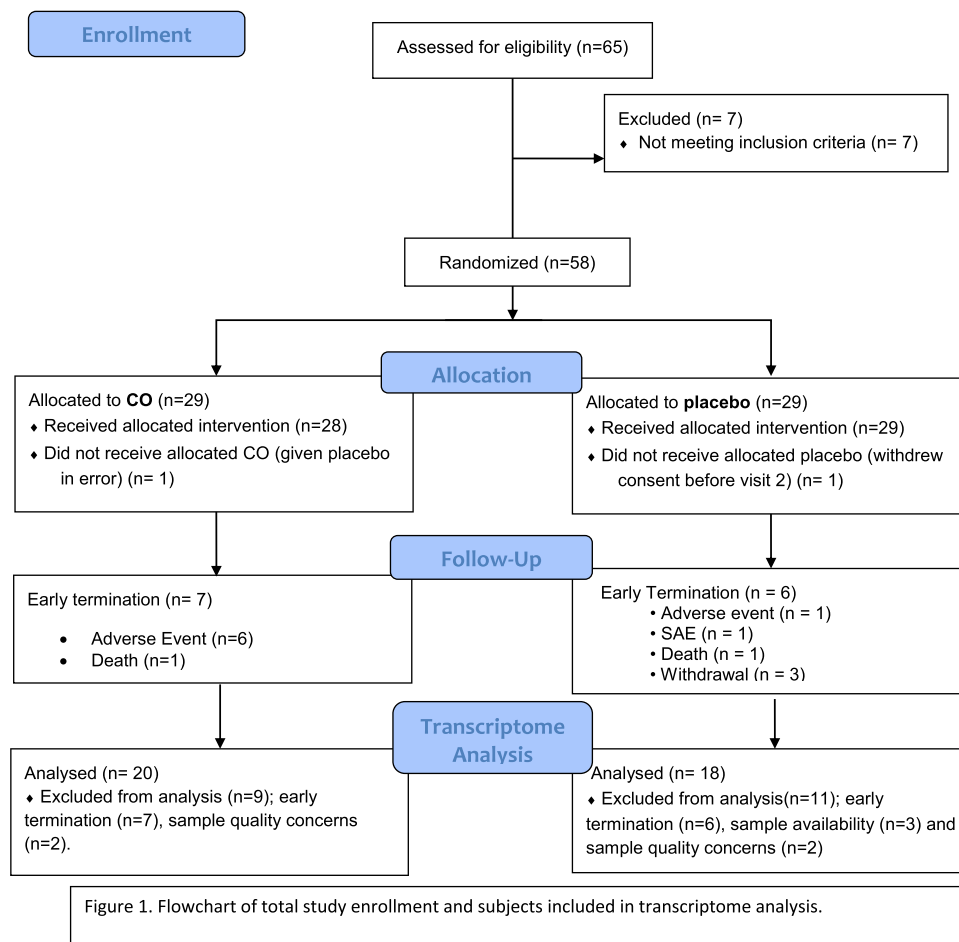 Enrollment
Assessed for eligibility (n=65)
Excluded (n= 7)
♦ Not meeting inclusion criteria (n= 7)
Randomized (n=58)
Allocation
Allocated to CO (n=29)
♦ Received allocated intervention (n=28)
♦ Did not receive allocated CO (given placebo
in error) (n= 1)
Allocated to placebo (n=29)
♦ Received allocated intervention (n=29)
♦ Did not receive allocated placebo (withdrew
consent before visit 2) (n= 1)
Follow-Up
Early termination (n= 7)
• Adverse Event (n=6)
• Death (n=1)
Early Termination (n = 6)
• Adverse event (n = 1)
• SAE (n = 1)
• Death (n = 1)
• Withdrawal (n = 3)
Transcriptome
Analysis
Analysed (n= 20)
♦ Excluded from analysis (n=9); early
termination (n=7), sample quality concerns
(n=2).
Analysed (n= 18)
♦ Excluded from analysis(n=11); early
termination (n=6), sample availability (n=3) and
sample quality concerns (n=2)
Figure 1. Flowchart of total study enrollment and subjects included in transcriptome analysis.